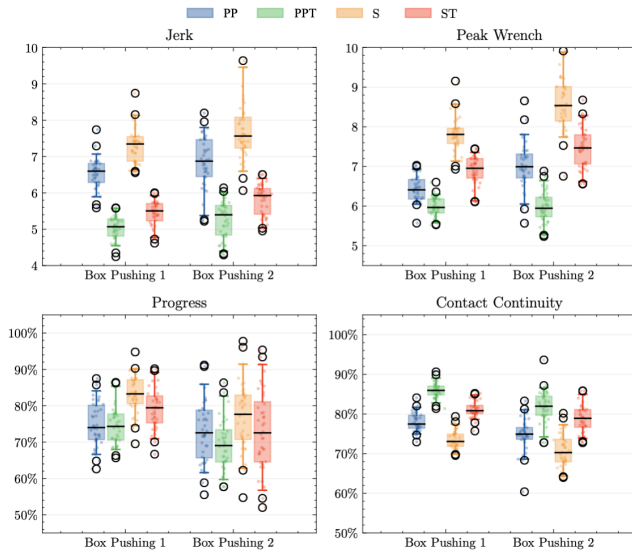 PP PPT S ST
Jerk
10
9
8
7
6
5
4
Box Pushing 1 Box Pushing 2
Peak Wrench
10
9
8
7
6
5
Box Pushing 1 Box Pushing 2
Progress
100%
90%
80%
70%
60%
50%
Box Pushing 1 Box Pushing 2
Contact Continuity
100%
90%
80%
70%
60%
50%
Box Pushing 1 Box Pushing 2